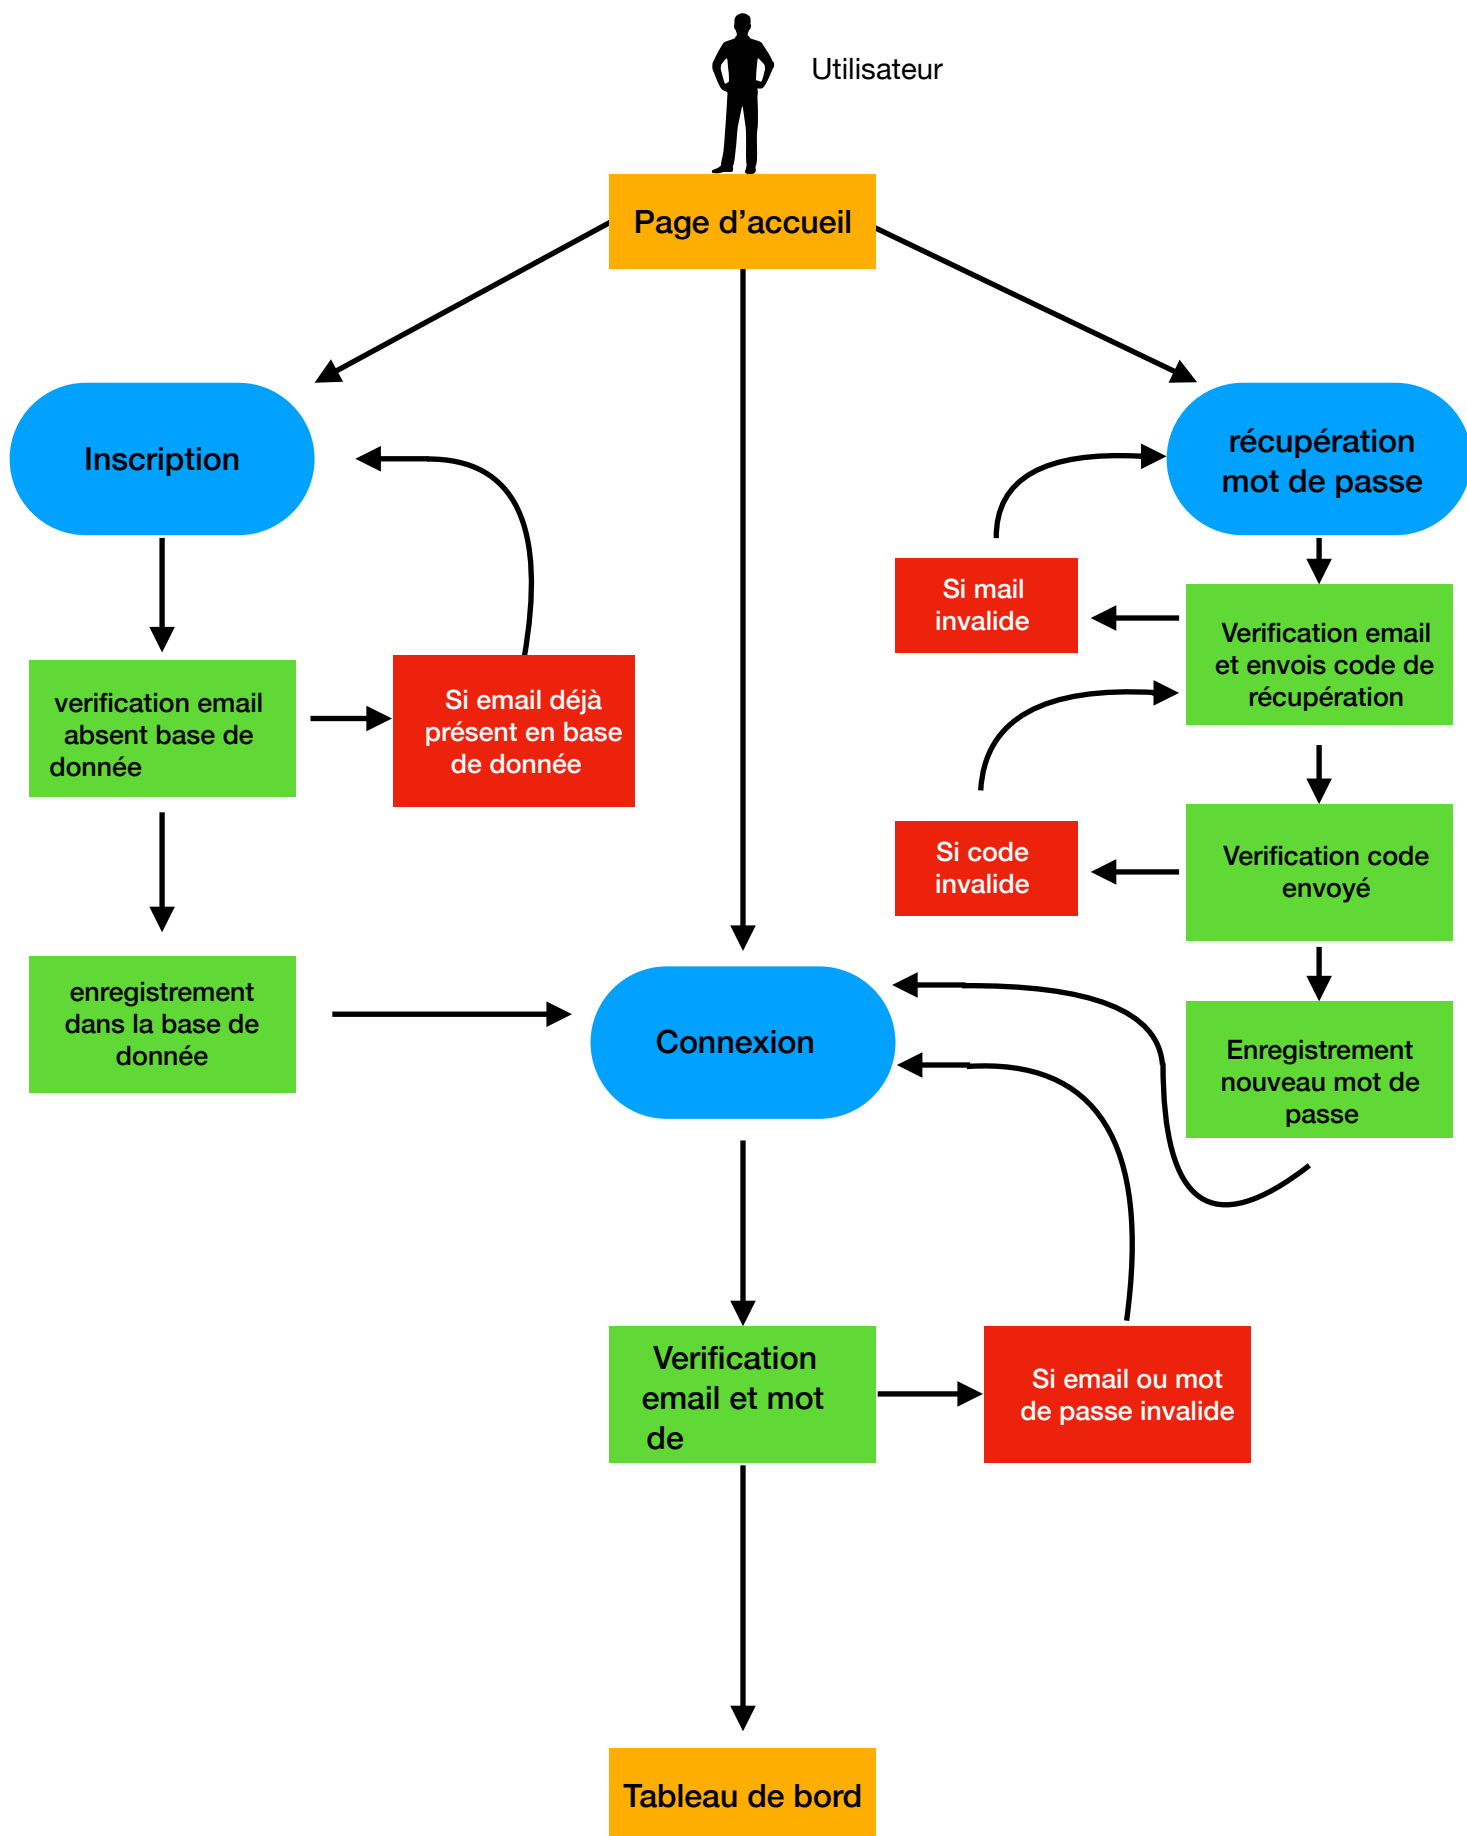 Utilisateur
Page d’accueil
Inscription
récupération
mot de passe
Si mail
invalide
Verification email
et envois code de
récupération
verification email
absent base de
donnée
Si email déjà
présent en base
de donnée
Si code
invalide
Verification code
envoyé
enregistrement
dans la base de
donnée
Connexion
Enregistrement
nouveau mot de
passe
Verification
email et mot
de
Si email ou mot
de passe invalide
Tableau de bord